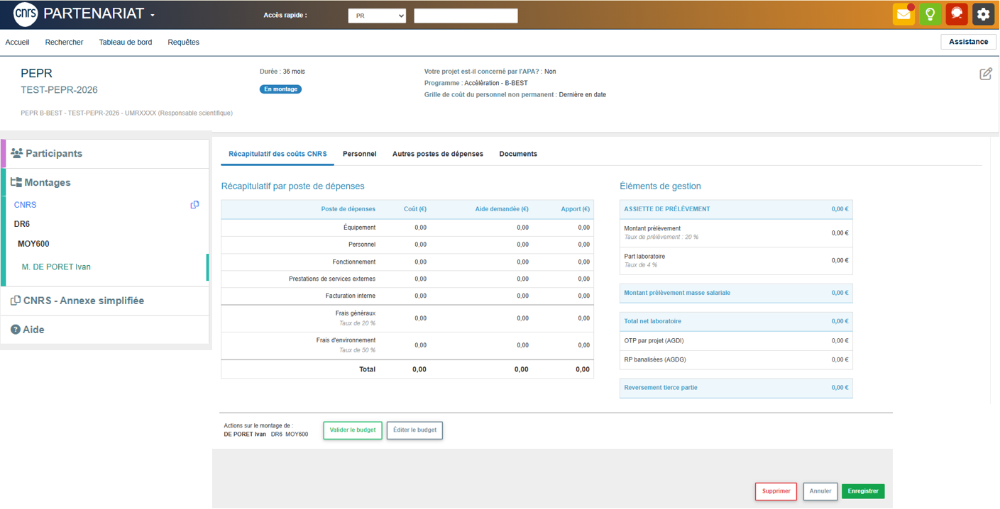 cnrs PARTENARIAT
Accès rapide :
PR
Accueil Rechercher Tableau de bord Requêtes
Assistance
PEPR
TEST-PEPR-2026
PEPR B-BEST - TEST-PEPR-2026 - UMRXXXX (Responsable scientifique)
Durée : 36 mois
En montage
Votre projet est-il concerné par l'APA? : Non
Programme : Accélération - B-BEST
Grille de coût du personnel non permanent : Dernière en date
Participants
Montages
CNRS
DR6
MOY600
M. DE PORET Ivan
CNRS - Annexe simplifiée
Aide
Récapitulatif des coûts CNRS Personnel Autres postes de dépenses Documents
Récapitulatif par poste de dépenses
Poste de dépenses Coût (€) Aide demandée (€) Apport (€)
Équipement 0,00 0,00 0,00
Personnel 0,00 0,00 0,00
Fonctionnement 0,00 0,00 0,00
Prestations de services externes 0,00 0,00 0,00
Facturation interne 0,00 0,00 0,00
Frais généraux
Taux de 20 % 0,00 0,00 0,00
Frais d'environnement
Taux de 50 % 0,00 0,00 0,00
Total 0,00 0,00 0,00
Éléments de gestion
ASSIETTE DE PRÉLÈVEMENT 0,00 €
Montant prélèvement
Taux de prélèvement : 20 % 0,00 €
Part laboratoire
Taux de 4 % 0,00 €
Montant prélèvement masse salariale 0,00 €
Total net laboratoire 0,00 €
OTP par projet (AGDI) 0,00 €
RP banalisées (AGDG) 0,00 €
Reversement tierce partie 0,00 €
Actions sur le montage de :
DE PORET Ivan DR6 MOY600
Valider le budget Éditer le budget
Supprimer Annuler Enregistrer